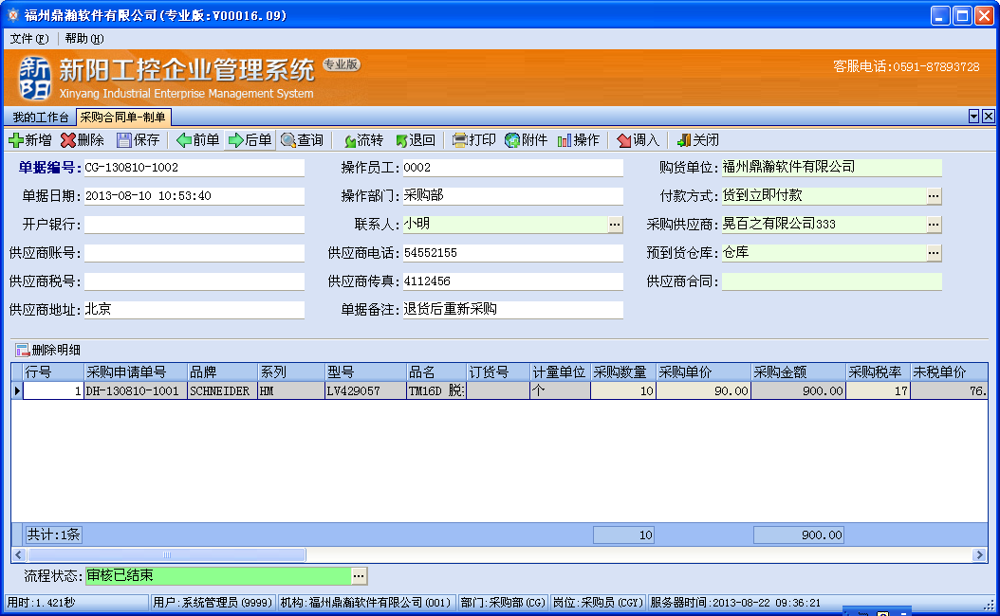 福州鼎瀚软件有限公司(专业版:V00016.09)
文件(F) 帮助(H)
新阳 新阳工控企业管理系统 专业版
Xinyang Industrial Enterprise Management System
客服电话:0591-87893728
我的工作台 采购合同单-制单
新增 删除 保存 前单 后单 查询 流转 退回 打印 附件 操作 调入 关闭
单据编号: CG-130810-1002 操作员工: 0002 购货单位: 福州鼎瀚软件有限公司
单据日期: 2013-08-10 10:53:40 操作部门: 采购部 付款方式: 货到立即付款 ...
开户银行: 联系人: 小明 ... 采购供应商: 晃百之有限公司333 ...
供应商账号: 供应商电话: 54552155 预到货仓库: 仓库 ...
供应商税号: 供应商传真: 4112456 供应商合同:
供应商地址: 北京 单据备注: 退货后重新采购
删除明细
行号 采购申请单号 品牌 系列 型号 品名 订货号 计量单位 采购数量 采购单价 采购金额 采购税率 未税单价
1 DH-130810-1001 SCHNEIDER HM LV429057 TM16D 脱 个 10 90.00 900.00 17 76.
共计:1条 10 900.00
流程状态: 审核已结束 ...
用时:1.421秒 用户:系统管理员(9999) 机构:福州鼎瀚软件有限公司(001) 部门:采购部(CG) 岗位:采购员(CGY) 服务器时间:2013-08-22 09:36:21